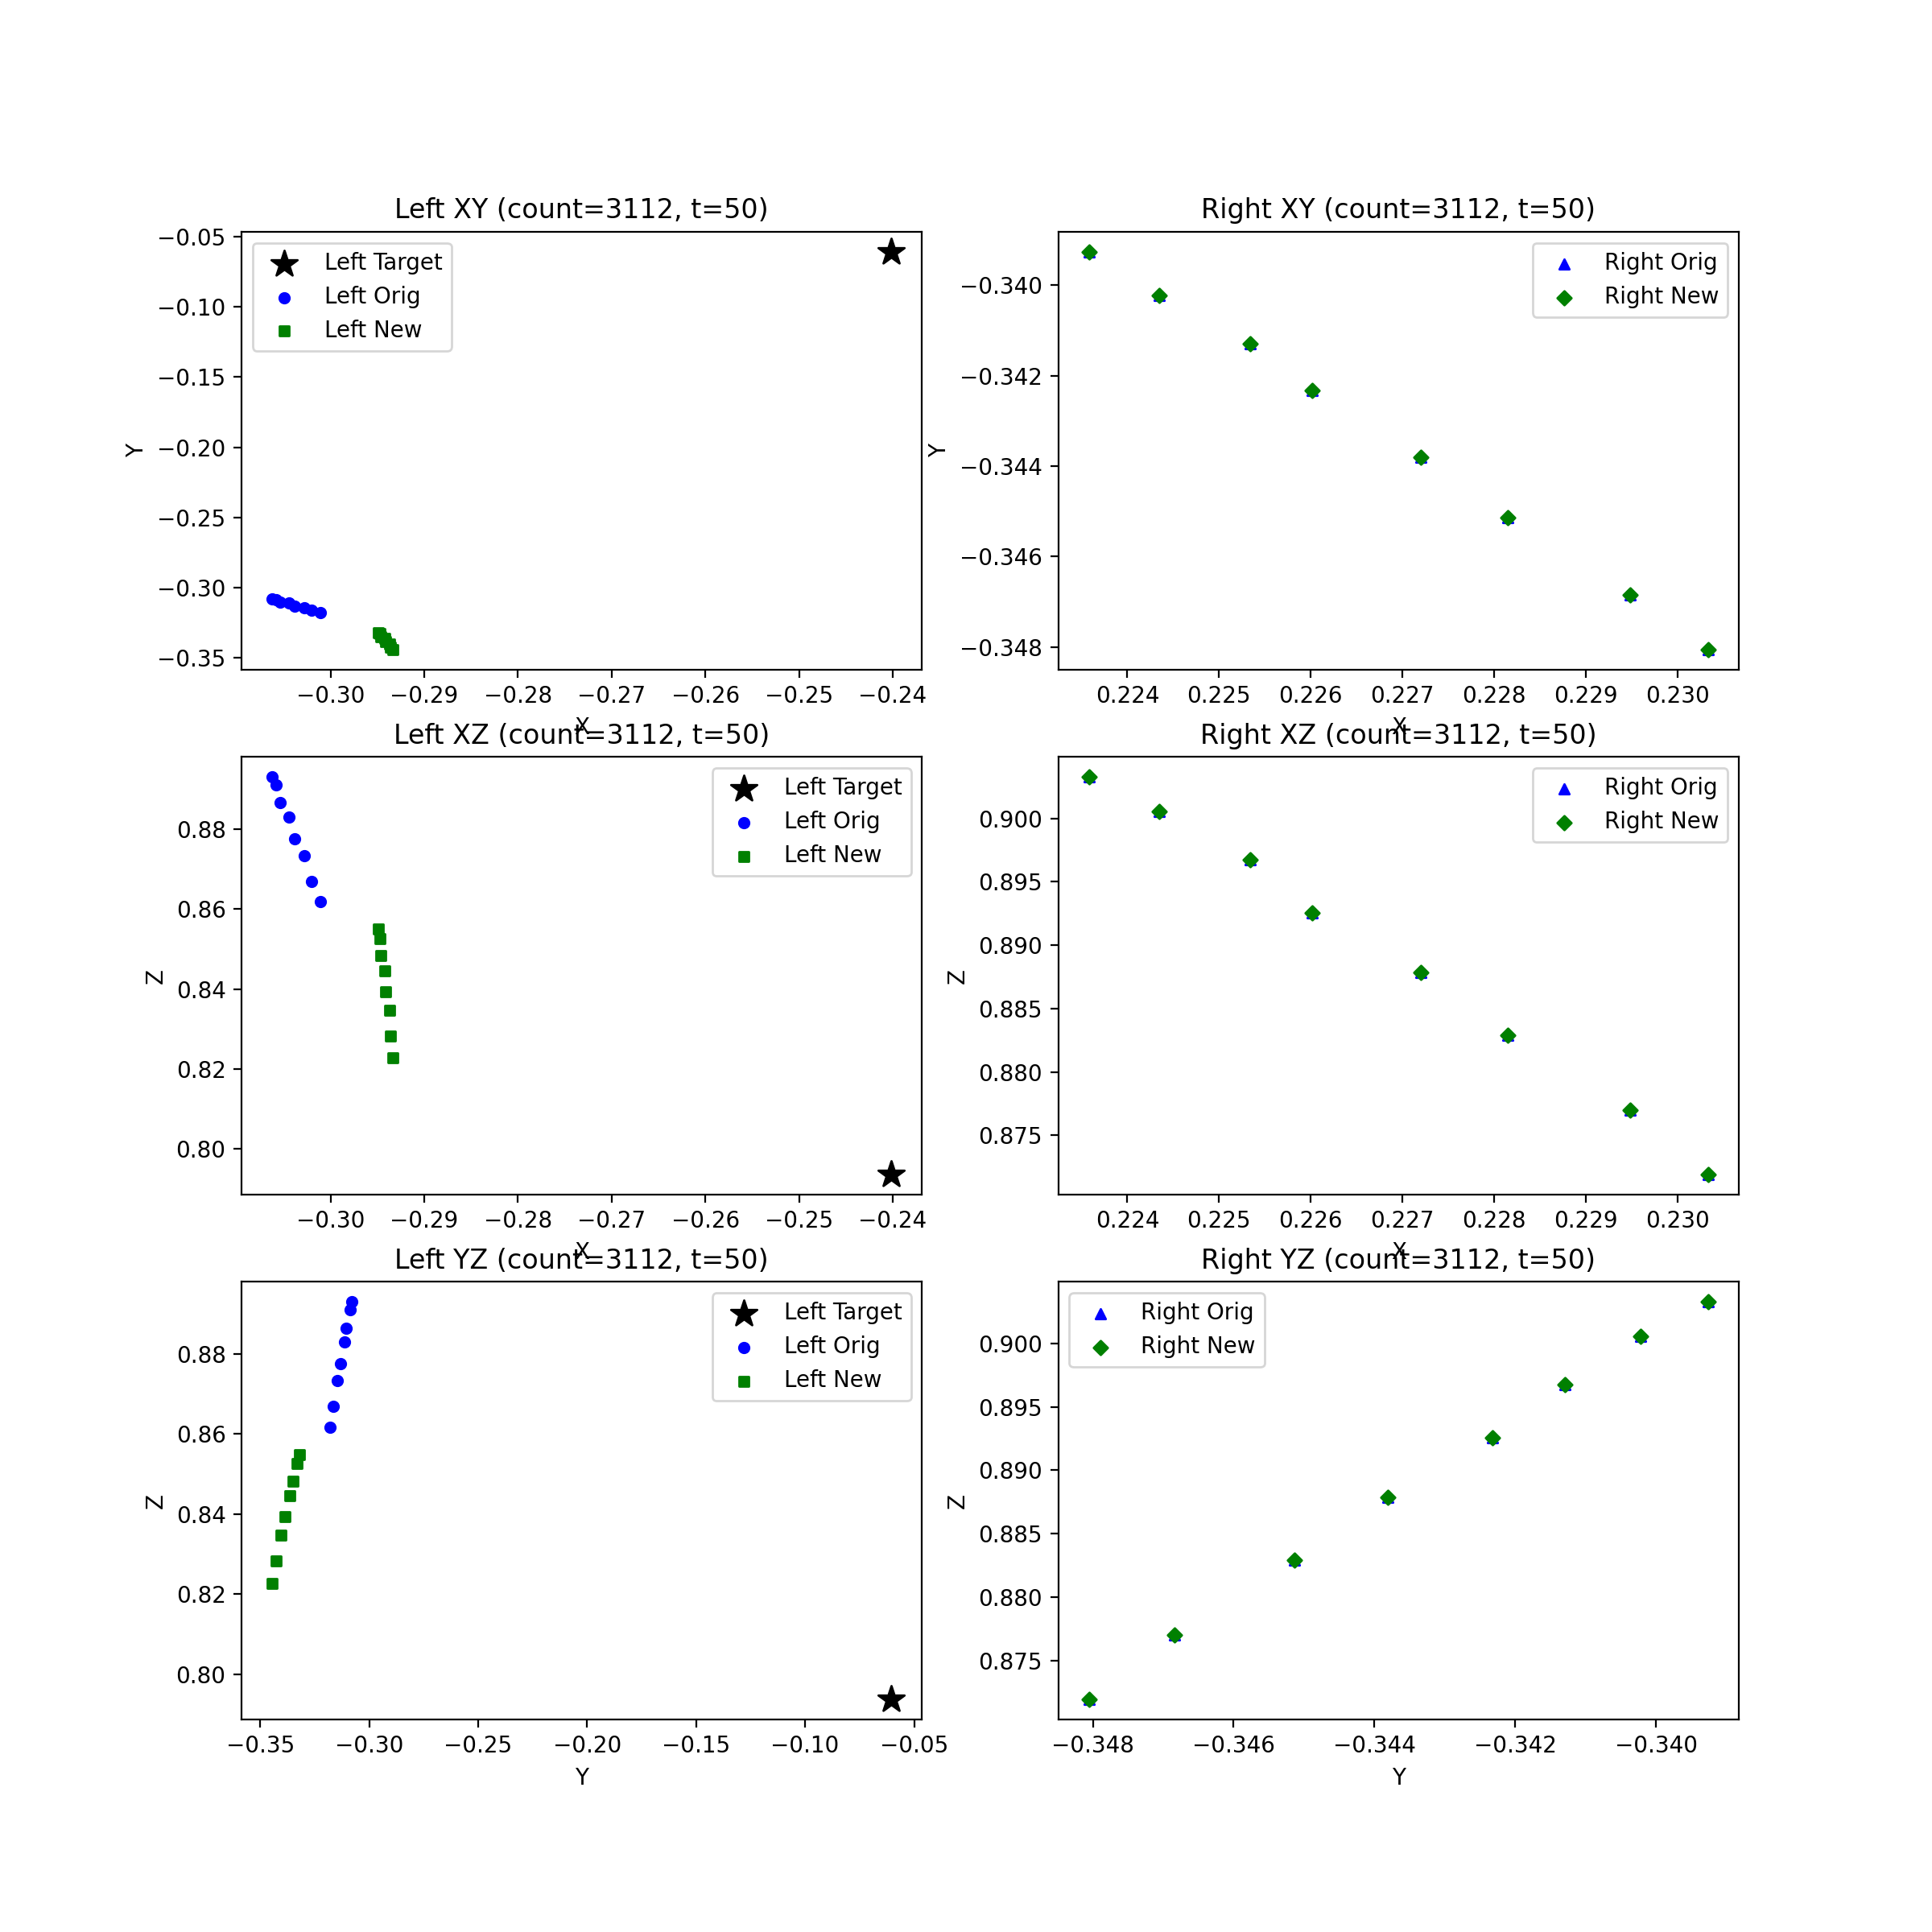 Left XY (count=3112, t=50)
Left Target
Left Orig
Left New
−0.05
−0.10
−0.15
−0.20
−0.25
−0.30
−0.35
Y
−0.30 −0.29 −0.28 −0.27 −0.26 −0.25 −0.24
X
Right XY (count=3112, t=50)
Right Orig
Right New
−0.340
−0.342
−0.344
−0.346
−0.348
Y
0.224 0.225 0.226 0.227 0.228 0.229 0.230
X
Left XZ (count=3112, t=50)
Left Target
Left Orig
Left New
0.88
0.86
0.84
0.82
0.80
Z
−0.30 −0.29 −0.28 −0.27 −0.26 −0.25 −0.24
X
Right XZ (count=3112, t=50)
Right Orig
Right New
0.900
0.895
0.890
0.885
0.880
0.875
Z
0.224 0.225 0.226 0.227 0.228 0.229 0.230
X
Left YZ (count=3112, t=50)
Left Target
Left Orig
Left New
0.88
0.86
0.84
0.82
0.80
Z
−0.35 −0.30 −0.25 −0.20 −0.15 −0.10 −0.05
Y
Right YZ (count=3112, t=50)
Right Orig
Right New
0.900
0.895
0.890
0.885
0.880
0.875
Z
−0.348 −0.346 −0.344 −0.342 −0.340
Y